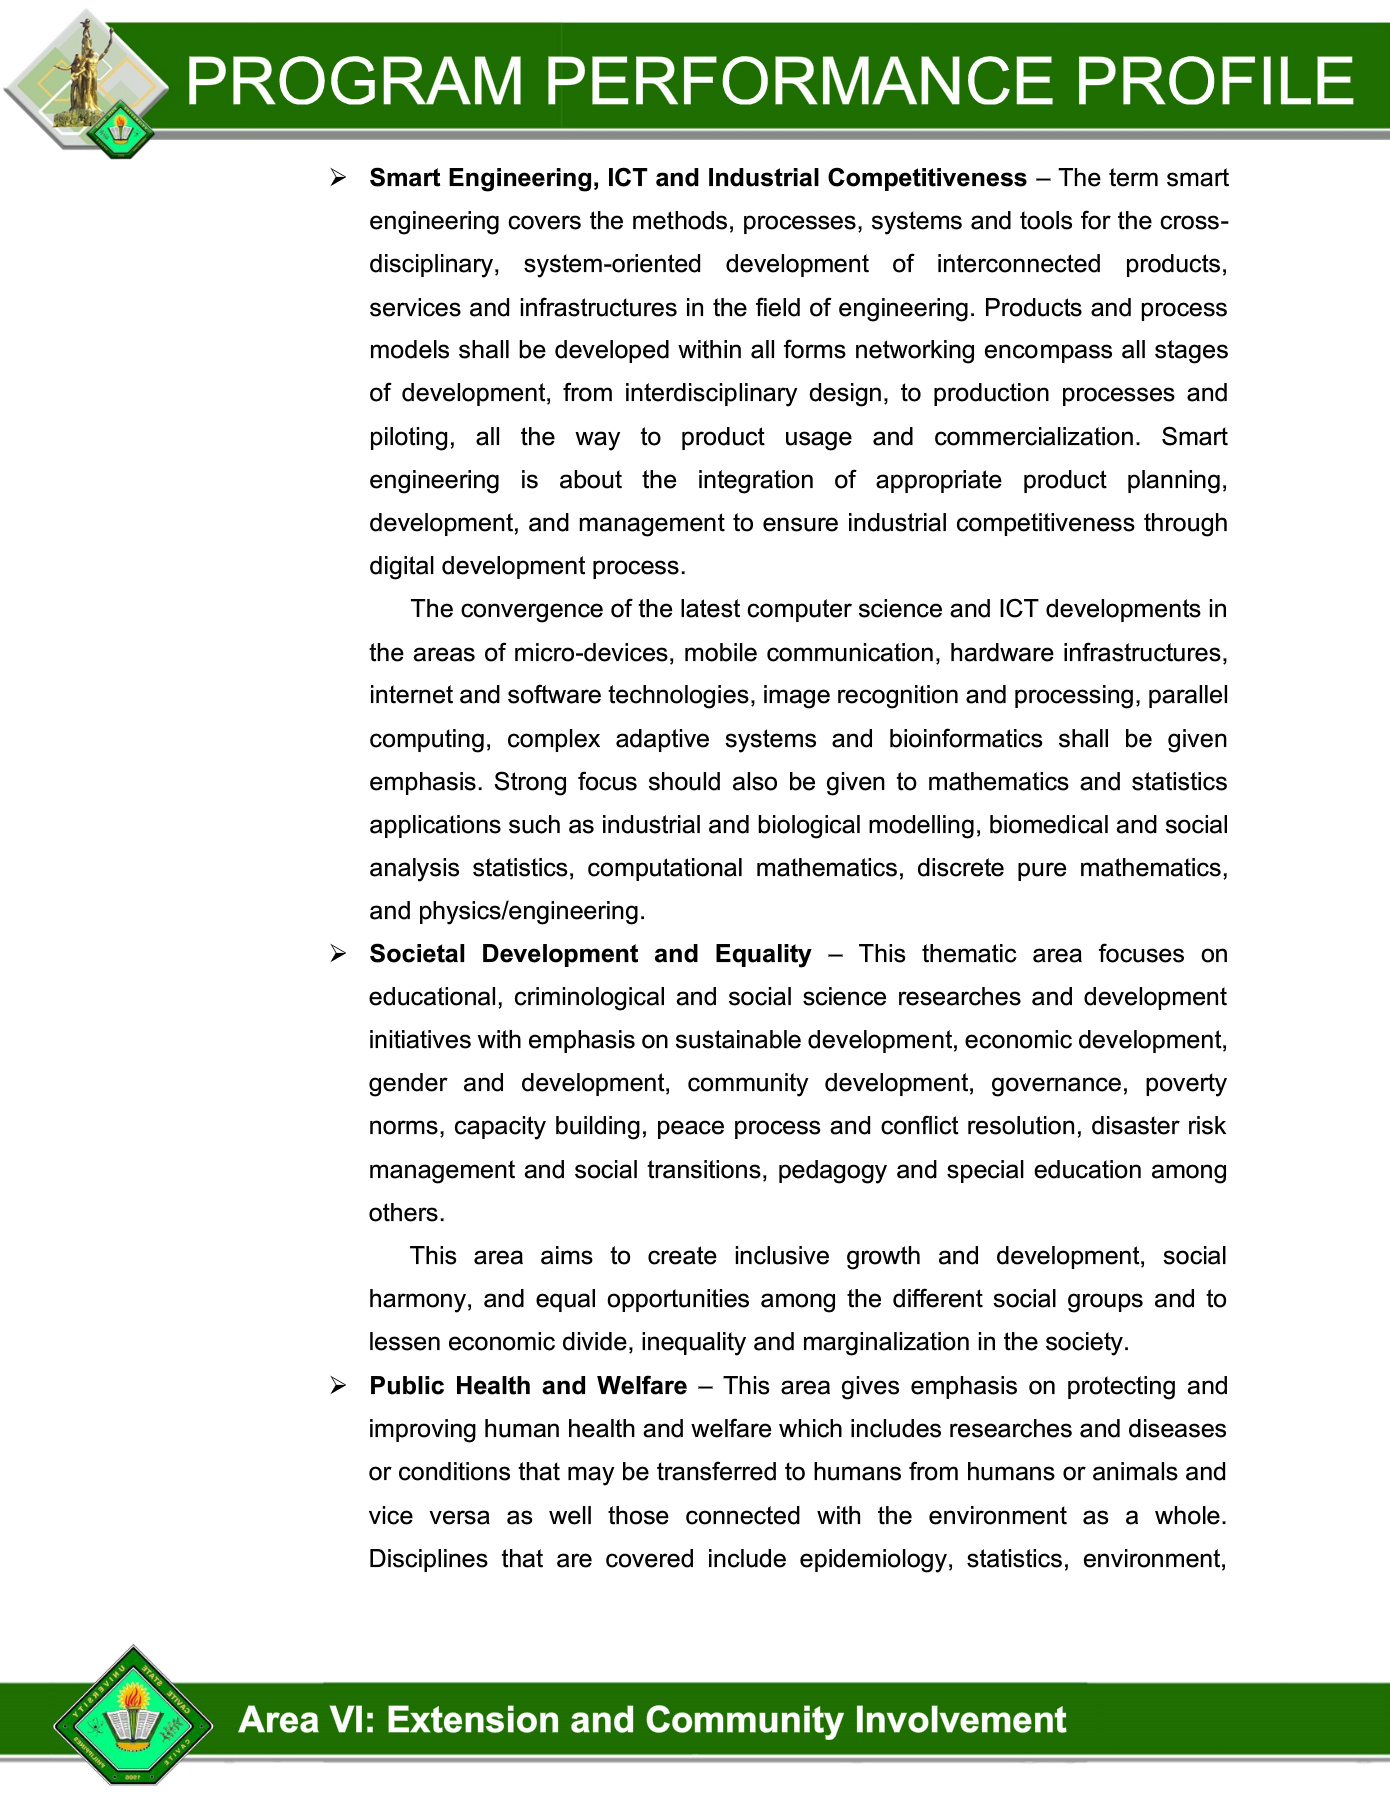 PROGRAM PERFORMANCE PROFILE
➢ Smart Engineering, ICT and Industrial Competitiveness – The term smart
engineering covers the methods, processes, systems and tools for the cross-
disciplinary, system-oriented development of interconnected products,
services and infrastructures in the field of engineering. Products and process
models shall be developed within all forms networking encompass all stages
of development, from interdisciplinary design, to production processes and
piloting, all the way to product usage and commercialization. Smart
engineering is about the integration of appropriate product planning,
development, and management to ensure industrial competitiveness through
digital development process.
The convergence of the latest computer science and ICT developments in
the areas of micro-devices, mobile communication, hardware infrastructures,
internet and software technologies, image recognition and processing, parallel
computing, complex adaptive systems and bioinformatics shall be given
emphasis. Strong focus should also be given to mathematics and statistics
applications such as industrial and biological modelling, biomedical and social
analysis statistics, computational mathematics, discrete pure mathematics,
and physics/engineering.
➢ Societal Development and Equality – This thematic area focuses on
educational, criminological and social science researches and development
initiatives with emphasis on sustainable development, economic development,
gender and development, community development, governance, poverty
norms, capacity building, peace process and conflict resolution, disaster risk
management and social transitions, pedagogy and special education among
others.
This area aims to create inclusive growth and development, social
harmony, and equal opportunities among the different social groups and to
lessen economic divide, inequality and marginalization in the society.
➢ Public Health and Welfare – This area gives emphasis on protecting and
improving human health and welfare which includes researches and diseases
or conditions that may be transferred to humans from humans or animals and
vice versa as well those connected with the environment as a whole.
Disciplines that are covered include epidemiology, statistics, environment,
CAVITE STATE UNIVERSITY
CAVITE
PHILIPPINES
Area VI: Extension and Community Involvement